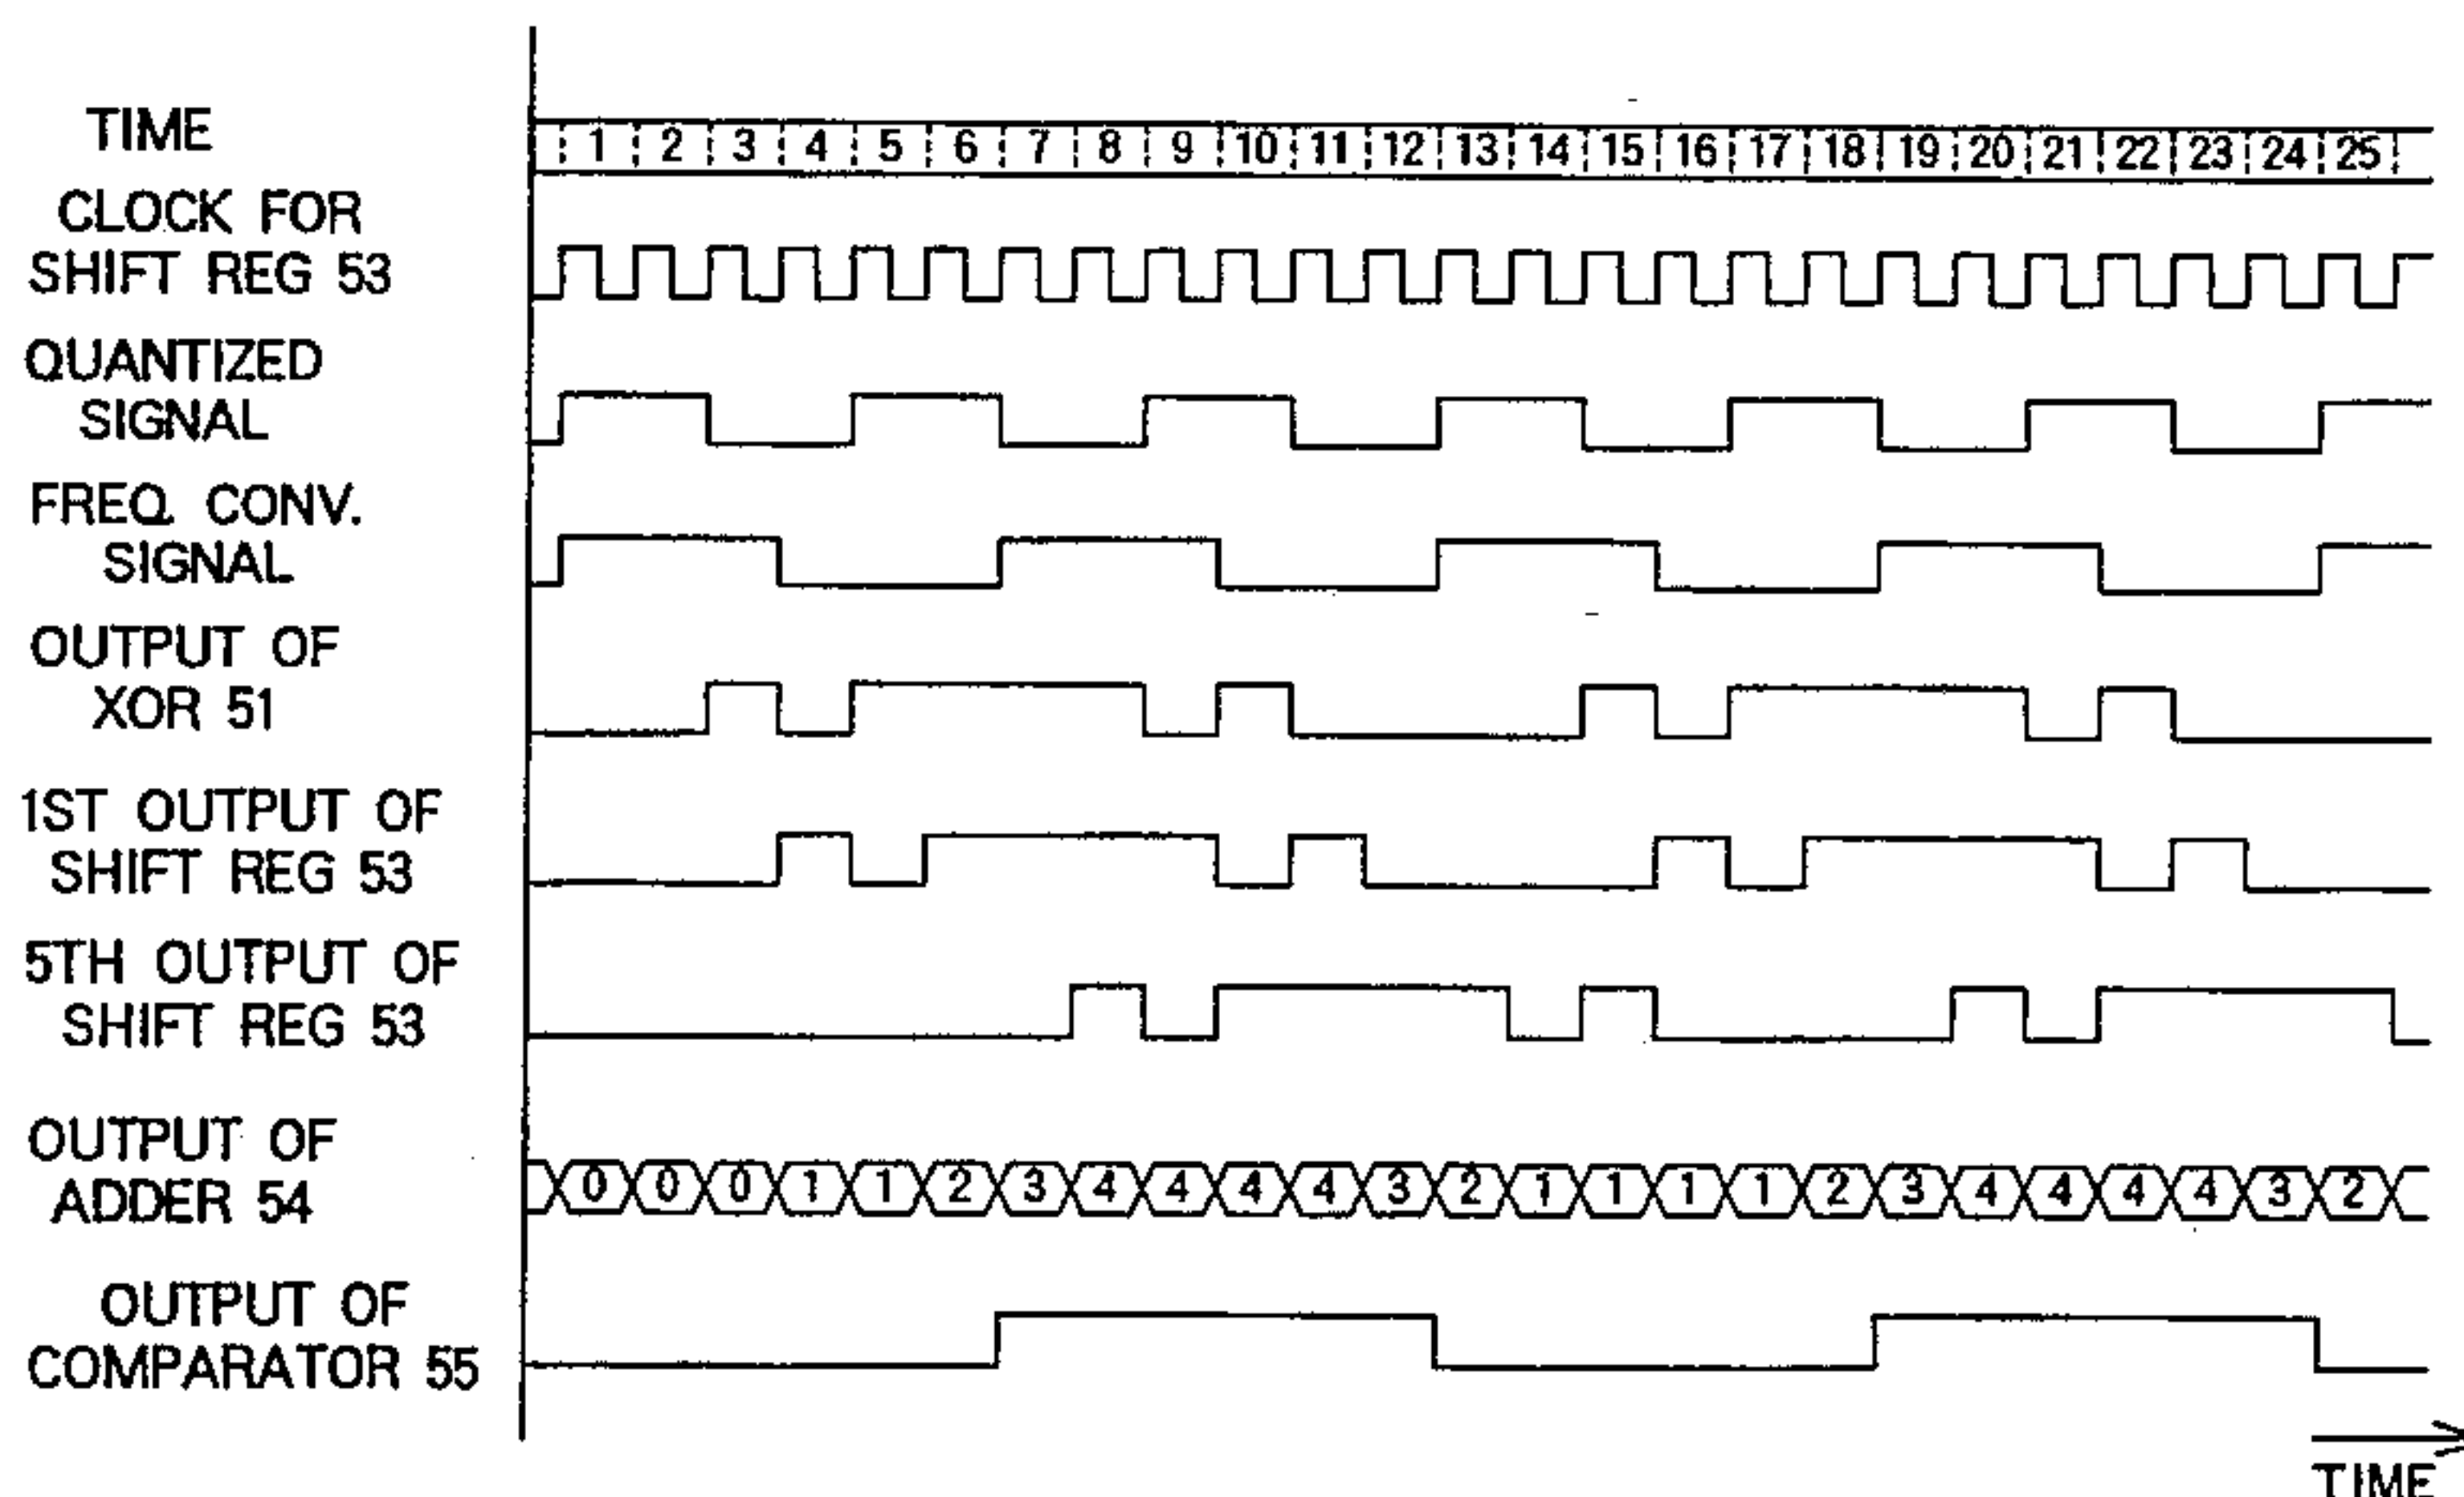 TIME
1 2 3 4 5 6 7 8 9 10 11 12 13 14 15 16 17 18 19 20 21 22 23 24 25
CLOCK FOR
SHIFT REG 53
QUANTIZED
SIGNAL
FREQ. CONV.
SIGNAL
OUTPUT OF
XOR 51
1ST OUTPUT OF
SHIFT REG 53
5TH OUTPUT OF
SHIFT REG 53
OUTPUT OF
ADDER 54
0 0 0 1 1 2 3 4 4 4 4 3 2 1 1 1 1 2 3 4 4 4 4 3 2
OUTPUT OF
COMPARATOR 55
TIME